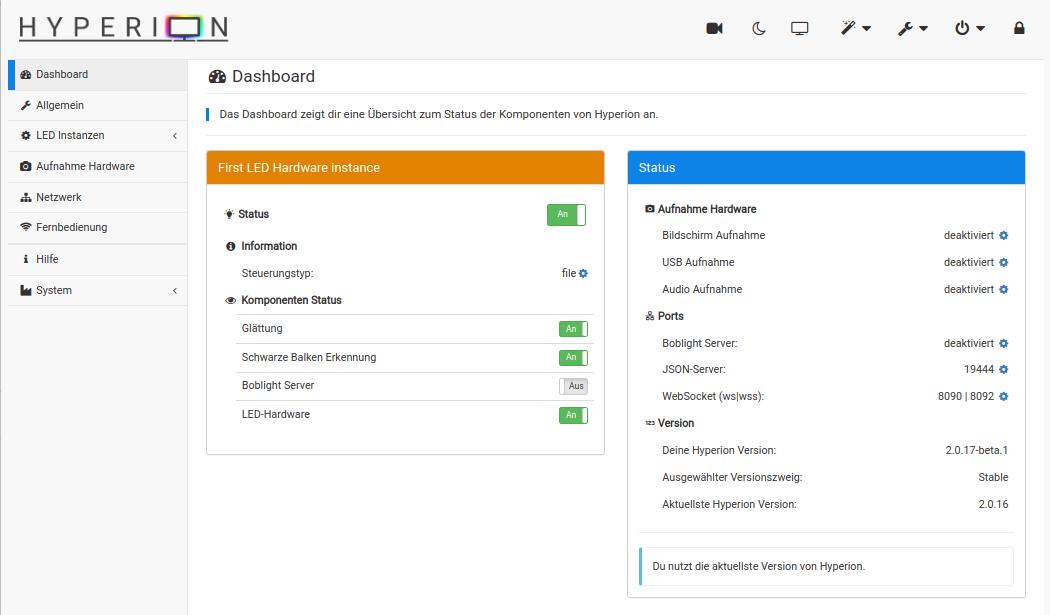 HYPERION
Dashboard
Allgemein
LED Instanzen
Aufnahme Hardware
Netzwerk
Fernbedienung
Hilfe
System
Dashboard
Das Dashboard zeigt dir eine Übersicht zum Status der Komponenten von Hyperion an.
First LED Hardware Instance
Status An
Information
Steuerungstyp: file
Komponenten Status
Glättung An
Schwarze Balken Erkennung An
Boblight Server Aus
LED-Hardware An
Status
Aufnahme Hardware
Bildschirm Aufnahme deaktiviert
USB Aufnahme deaktiviert
Audio Aufnahme deaktiviert
Ports
Boblight Server: deaktiviert
JSON-Server: 19444
WebSocket (ws|wss): 8090 | 8092
123 Version
Deine Hyperion Version: 2.0.17-beta.1
Ausgewählter Versionszweig: Stable
Aktuellste Hyperion Version: 2.0.16
Du nutzt die aktuellste Version von Hyperion.